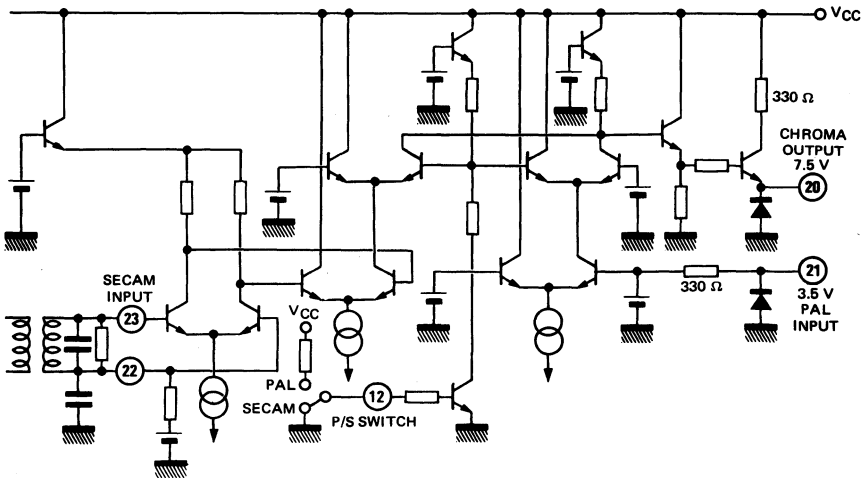 VCC
330 Ω
CHROMA
OUTPUT
7.5 V
20
SECAM
INPUT
23
21
330 Ω
3.5 V
PAL
INPUT
VCC
22
PAL
SECAM
12
P/S SWITCH